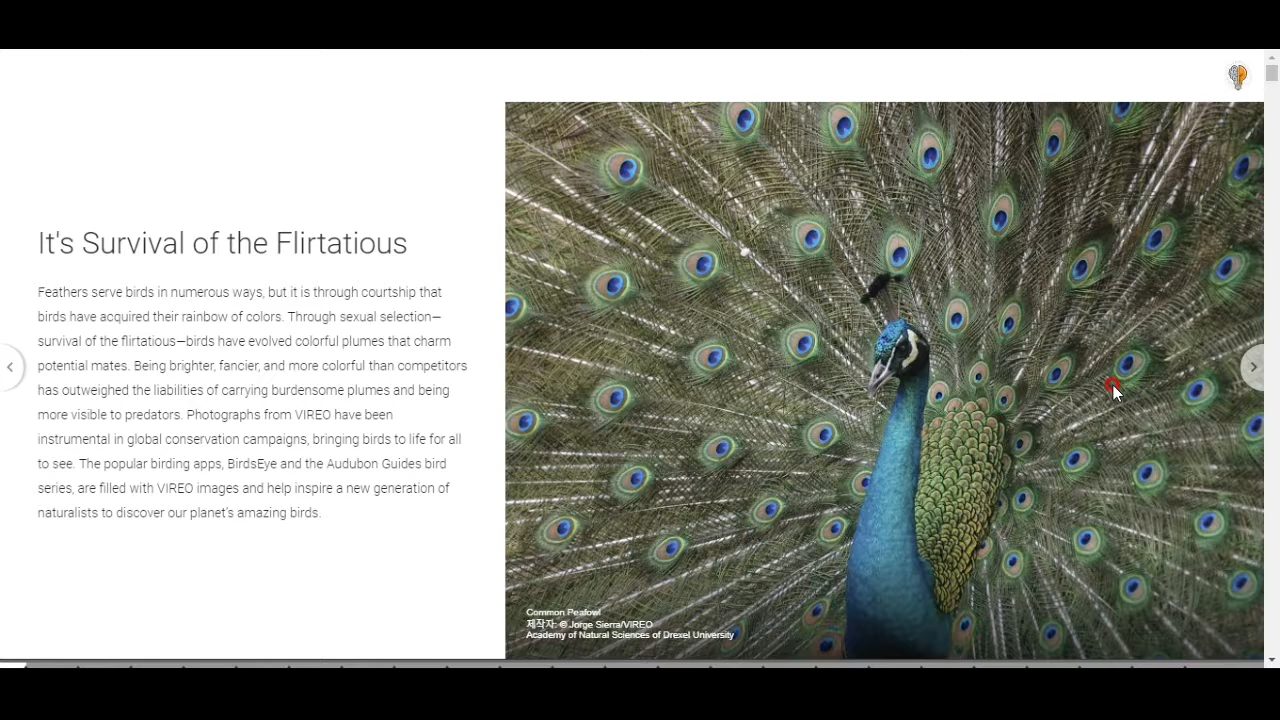 It's Survival of the Flirtatious
Feathers serve birds in numerous ways, but it is through courtship that
birds have acquired their rainbow of colors. Through sexual selection—
survival of the flirtatious—birds have evolved colorful plumes that charm
potential mates. Being brighter, fancier, and more colorful than competitors
has outweighed the liabilities of carrying burdensome plumes and being
more visible to predators. Photographs from VIREO have been
instrumental in global conservation campaigns, bringing birds to life for all
to see. The popular birding apps, BirdsEye and the Audubon Guides bird
series, are filled with VIREO images and help inspire a new generation of
naturalists to discover our planet's amazing birds.
Common Peafowl
제작자: © Jorge Sierra/VIREO
Academy of Natural Sciences of Drexel University